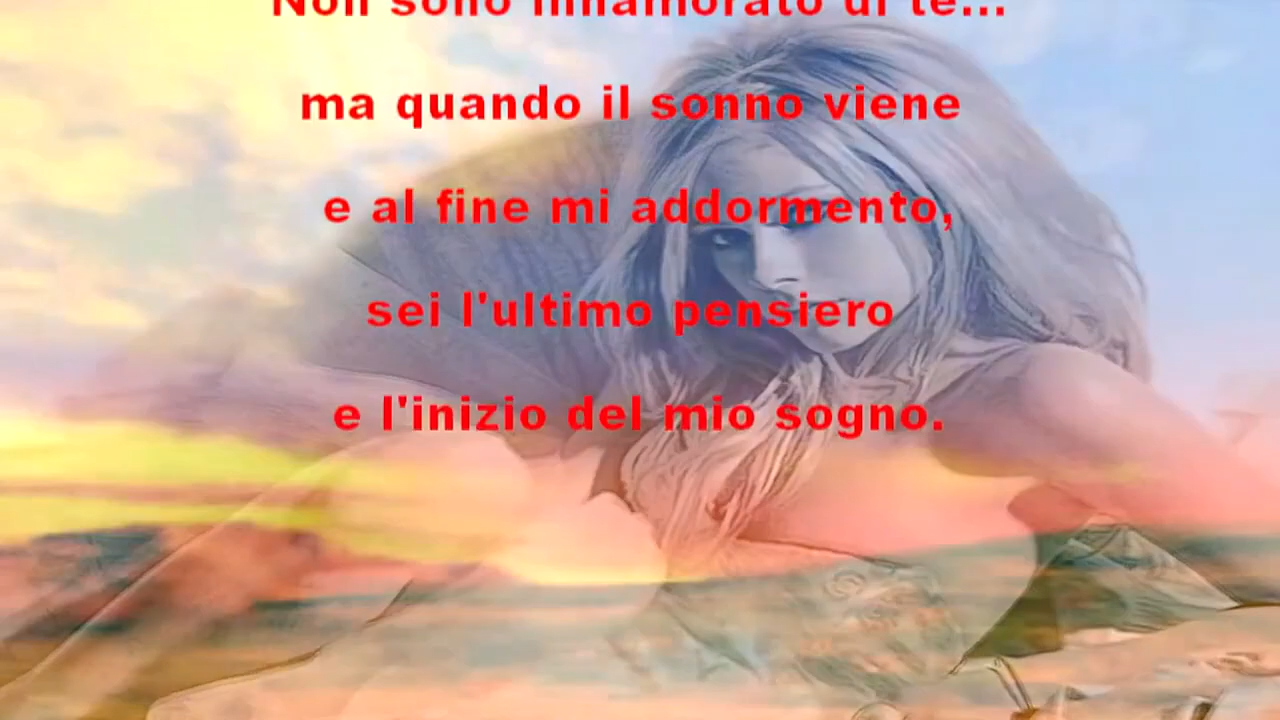 Non sono innamorato di te...
ma quando il sonno viene
e al fine mi addormento,
sei l'ultimo pensiero
e l'inizio del mio sogno.